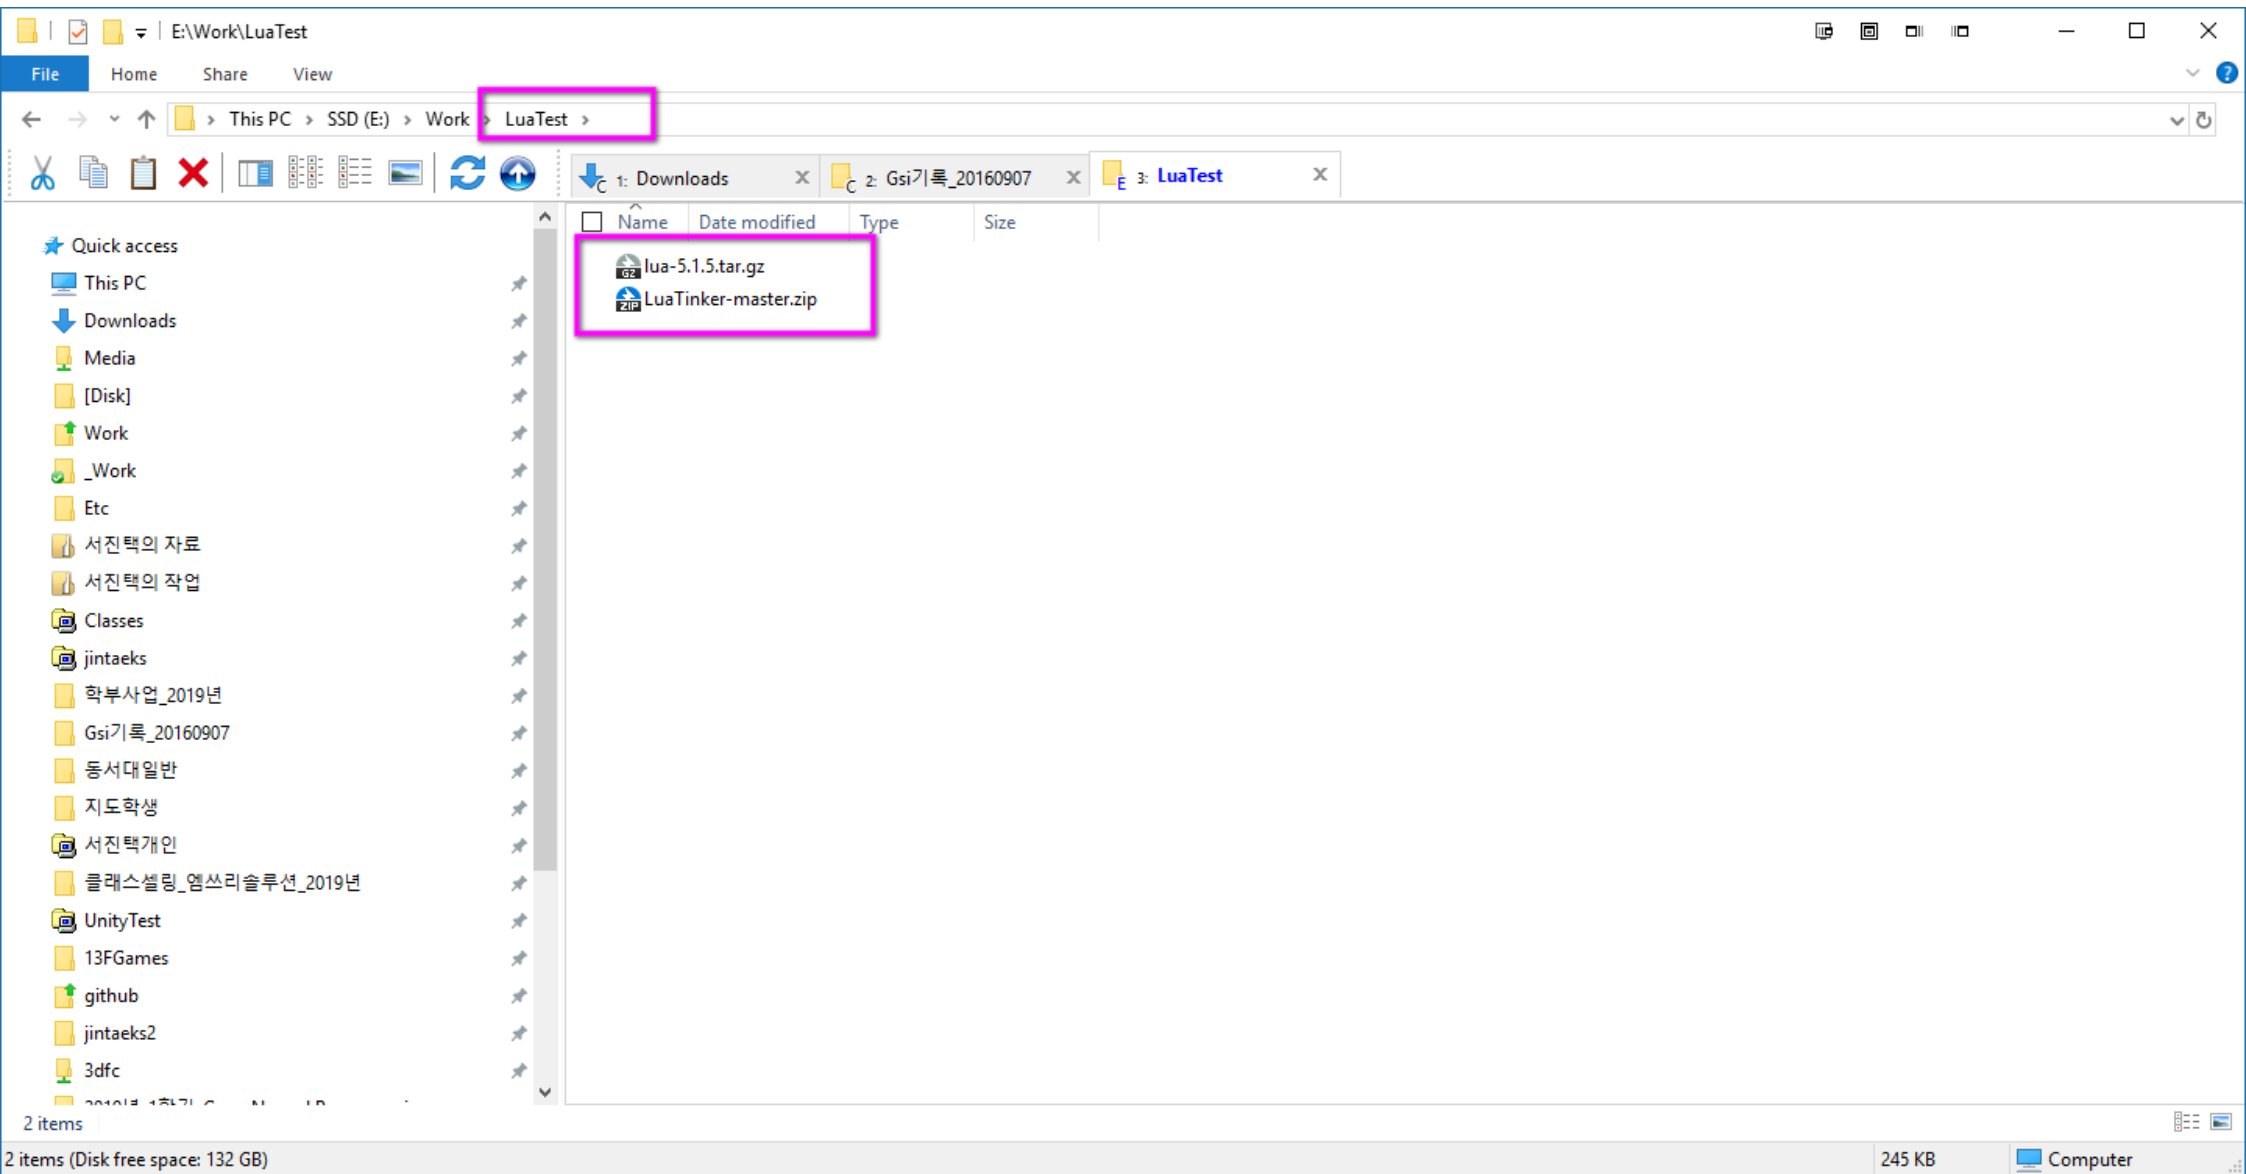 E:\Work\LuaTest
File Home Share View
This PC > SSD (E:) > Work > LuaTest >
1: Downloads 2: Gsi기록_20160907 3: LuaTest
Name Date modified Type Size
lua-5.1.5.tar.gz
LuaTinker-master.zip
Quick access
This PC
Downloads
Media
[Disk]
Work
_Work
Etc
서진택의 자료
서진택의 작업
Classes
jintaeks
학부사업_2019년
Gsi기록_20160907
동서대일반
지도학생
서진택개인
클래스셀링_엠쓰리솔루션_2019년
UnityTest
13FGames
github
jintaeks2
3dfc
2 items
2 items (Disk free space: 132 GB) 245 KB Computer